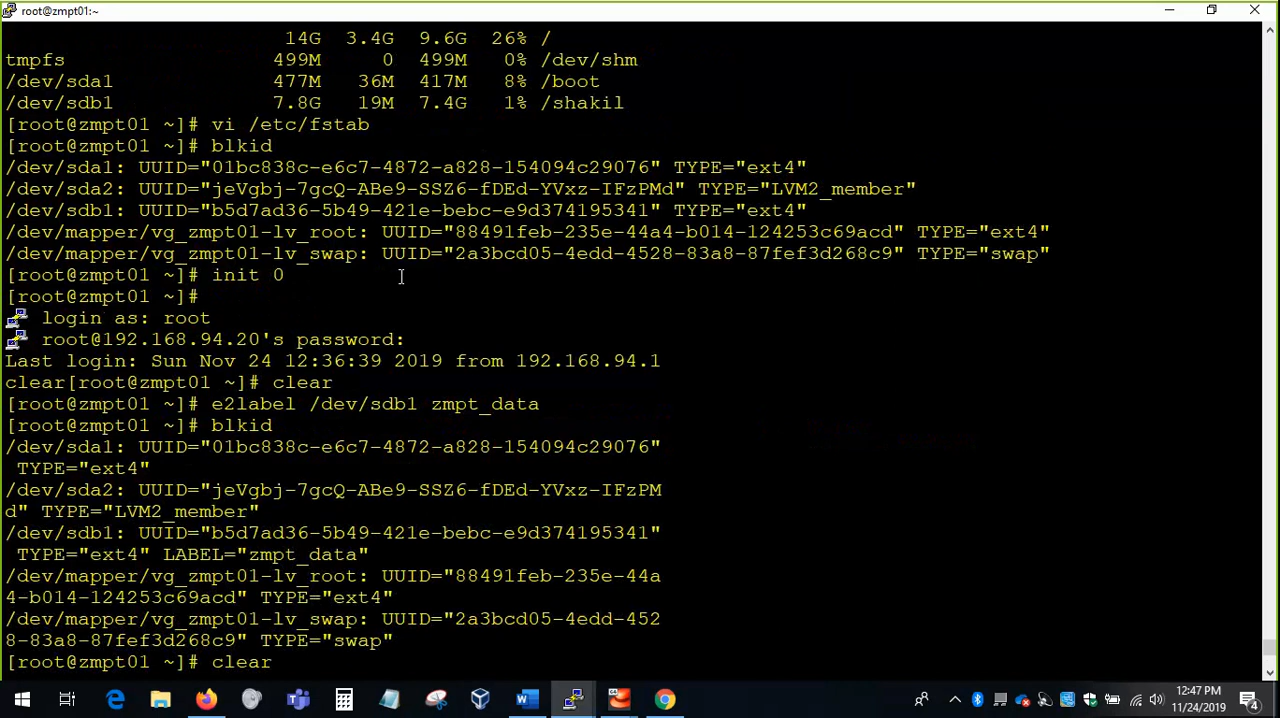 root@zmpt01:~
14G 3.4G 9.6G 26% /
tmpfs 499M 0 499M 0% /dev/shm
/dev/sda1 477M 36M 417M 8% /boot
/dev/sdb1 7.8G 19M 7.4G 1% /shakil
[root@zmpt01 ~]# vi /etc/fstab
[root@zmpt01 ~]# blkid
/dev/sda1: UUID="01bc838c-e6c7-4872-a828-154094c29076" TYPE="ext4"
/dev/sda2: UUID="jeVgbj-7gcQ-ABe9-SSZ6-fDEd-YVxz-IFzPMd" TYPE="LVM2_member"
/dev/sdb1: UUID="b5d7ad36-5b49-421e-bebc-e9d374195341" TYPE="ext4"
/dev/mapper/vg_zmpt01-lv_root: UUID="88491feb-235e-44a4-b014-124253c69acd" TYPE="ext4"
/dev/mapper/vg_zmpt01-lv_swap: UUID="2a3bcd05-4edd-4528-83a8-87fef3d268c9" TYPE="swap"
[root@zmpt01 ~]# init 0
[root@zmpt01 ~]#
login as: root
root@192.168.94.20's password:
Last login: Sun Nov 24 12:36:39 2019 from 192.168.94.1
clear[root@zmpt01 ~]# clear
[root@zmpt01 ~]# e2label /dev/sdb1 zmpt_data
[root@zmpt01 ~]# blkid
/dev/sda1: UUID="01bc838c-e6c7-4872-a828-154094c29076"
TYPE="ext4"
/dev/sda2: UUID="jeVgbj-7gcQ-ABe9-SSZ6-fDEd-YVxz-IFzPM
d" TYPE="LVM2_member"
/dev/sdb1: UUID="b5d7ad36-5b49-421e-bebc-e9d374195341"
TYPE="ext4" LABEL="zmpt_data"
/dev/mapper/vg_zmpt01-lv_root: UUID="88491feb-235e-44a
4-b014-124253c69acd" TYPE="ext4"
/dev/mapper/vg_zmpt01-lv_swap: UUID="2a3bcd05-4edd-452
8-83a8-87fef3d268c9" TYPE="swap"
[root@zmpt01 ~]# clear
12:47 PM
11/24/2019
4